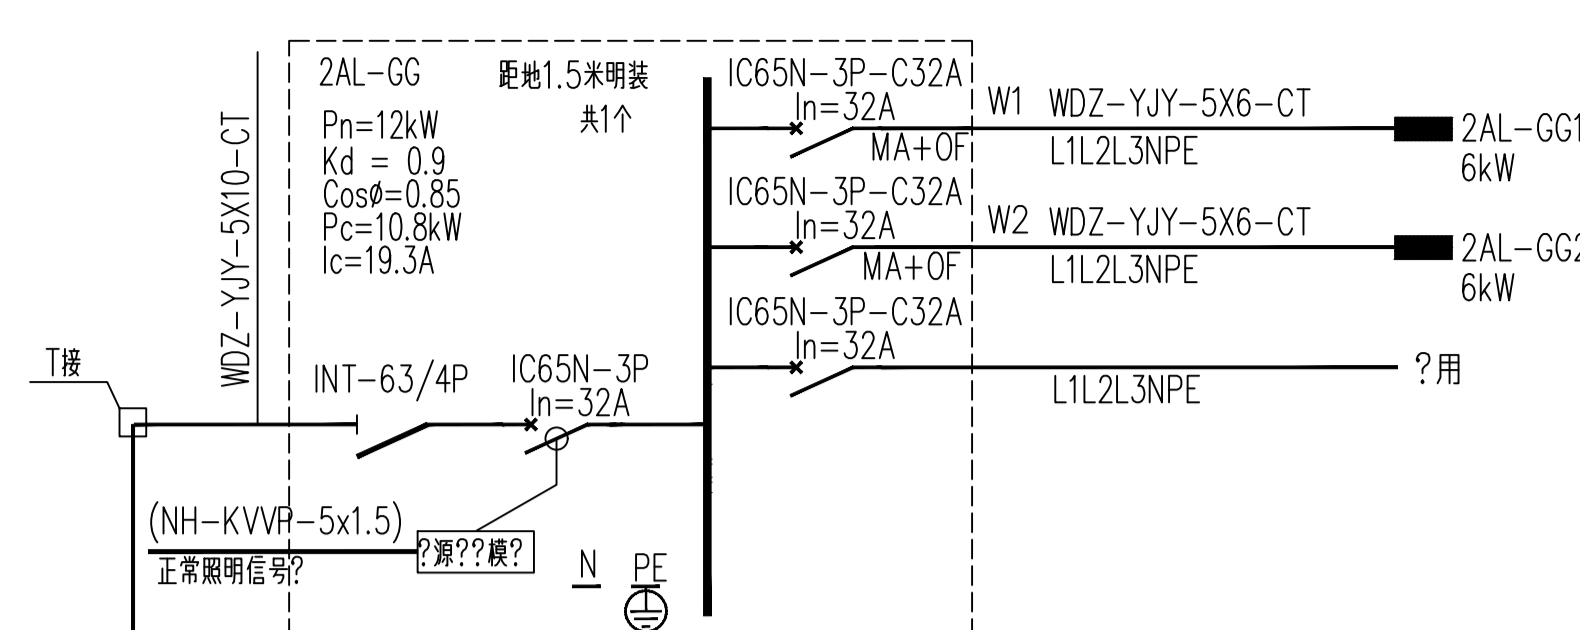 2AL-GG
距地1.5米明装
共1个
Pn=12kW
Kd = 0.9
Cosø=0.85
Pc=10.8kW
Ic=19.3A
WDZ-YJY-5X10-CT
T接
INT-63/4P
IC65N-3P
In=32A
(NH-KVVP-5x1.5)
正常照明信号?
?源??模?
N
PE
IC65N-3P-C32A
In=32A
MA+OF
W1 WDZ-YJY-5X6-CT
L1L2L3NPE
2AL-GG1
6kW
IC65N-3P-C32A
In=32A
MA+OF
W2 WDZ-YJY-5X6-CT
L1L2L3NPE
2AL-GG2
6kW
IC65N-3P-C32A
In=32A
L1L2L3NPE
?用